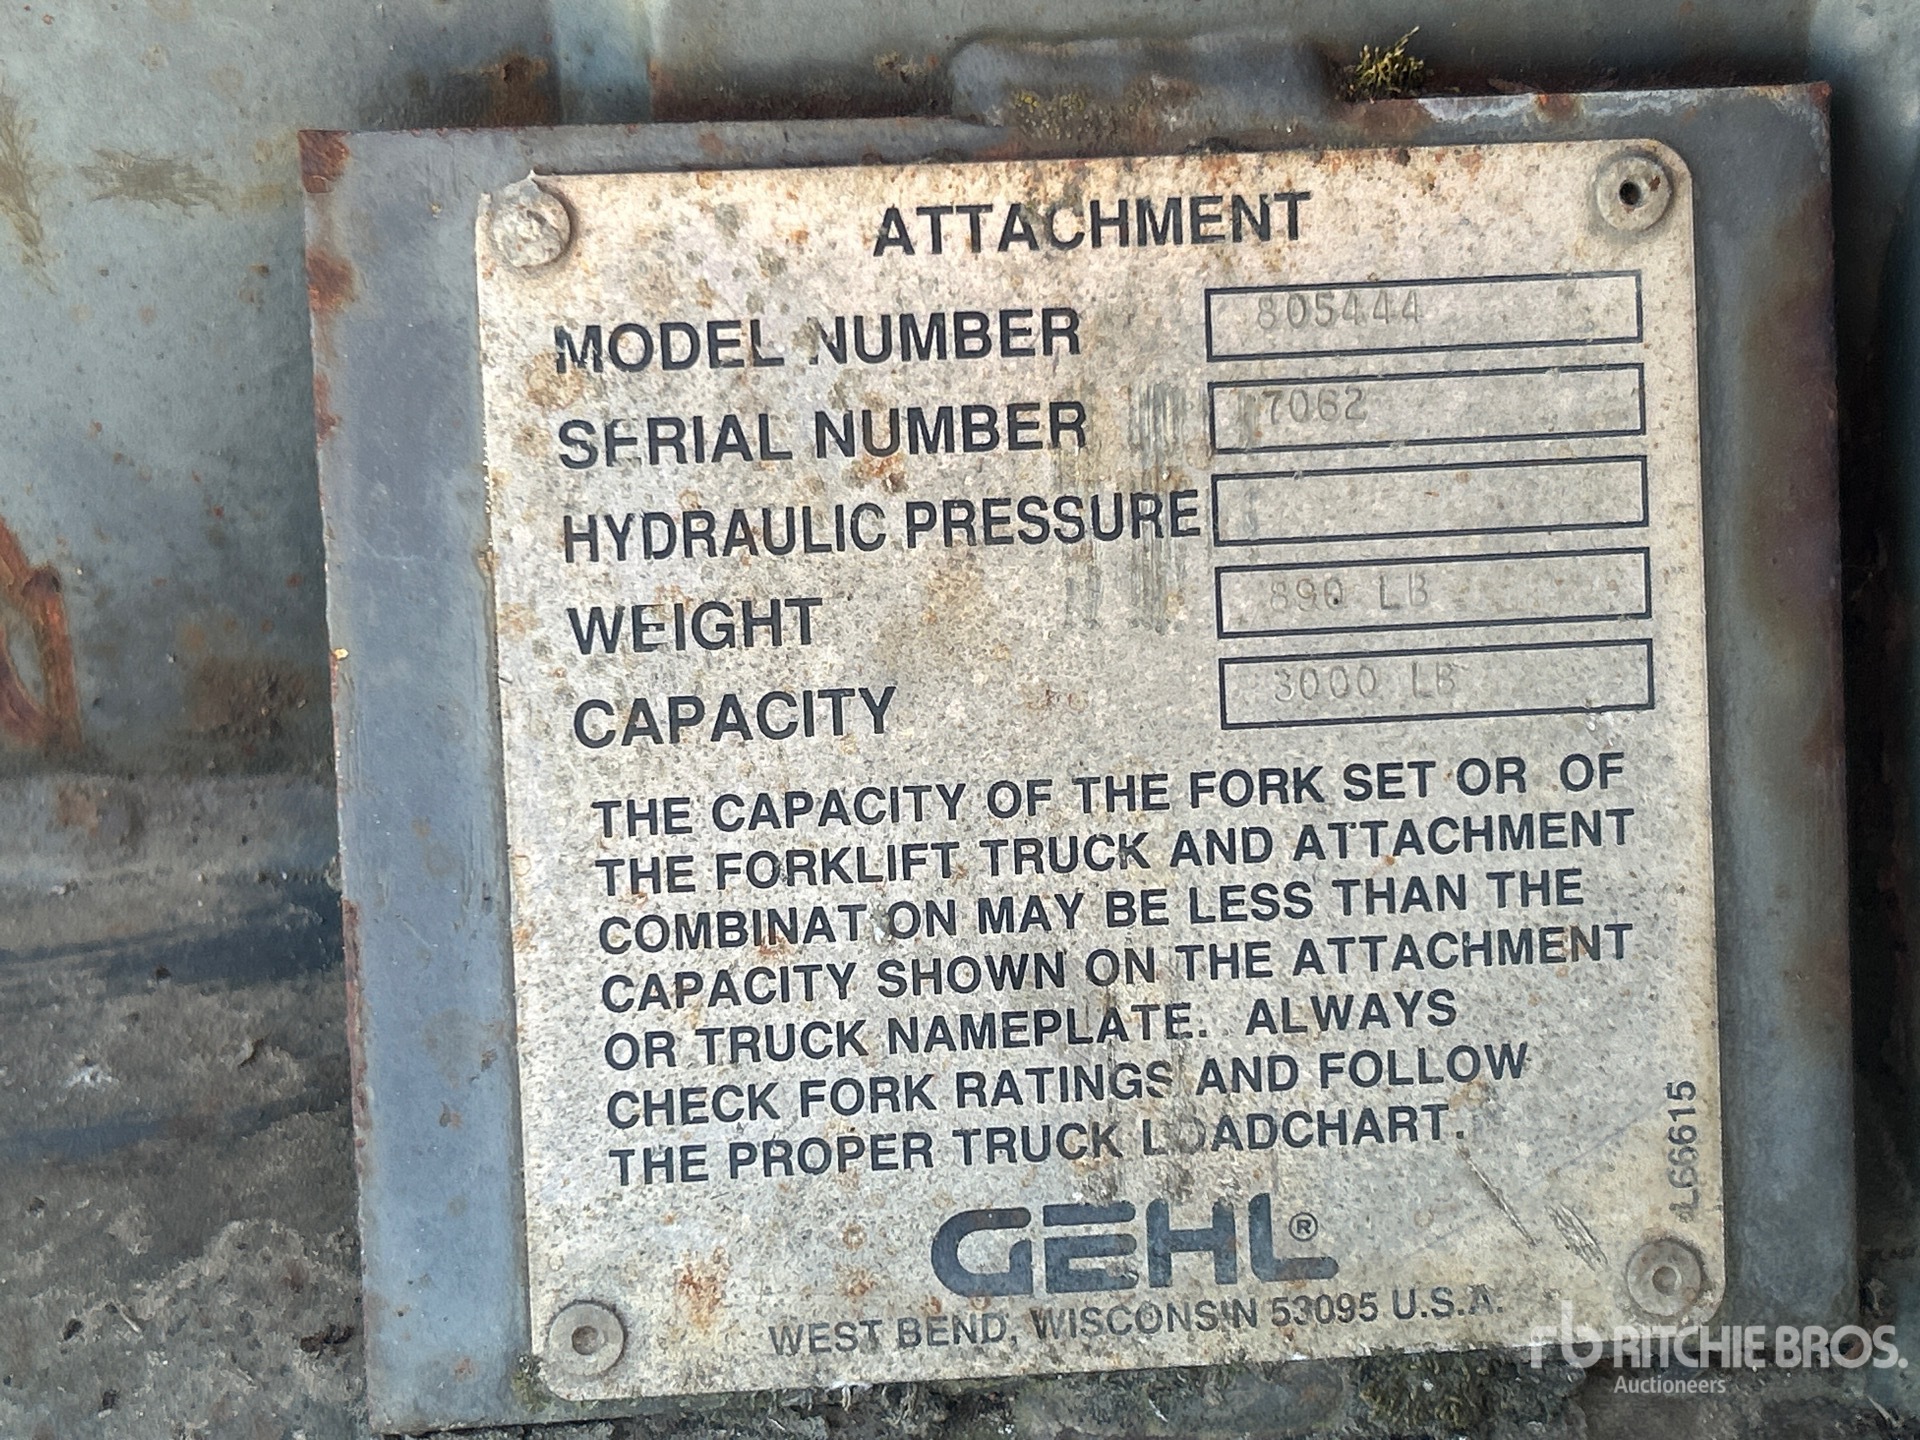 ATTACHMENT
MODEL NUMBER 805444
SERIAL NUMBER 7062
HYDRAULIC PRESSURE
WEIGHT 890 LB
CAPACITY 3000 LB
THE CAPACITY OF THE FORK SET OR OF
THE FORKLIFT TRUCK AND ATTACHMENT
COMBINATION MAY BE LESS THAN THE
CAPACITY SHOWN ON THE ATTACHMENT
OR TRUCK NAMEPLATE. ALWAYS
CHECK FORK RATINGS AND FOLLOW
THE PROPER TRUCK LOADCHART.
L66615
GEHL®
WEST BEND, WISCONSIN 53095 U.S.A.
rb RITCHIE BROS.
Auctioneers